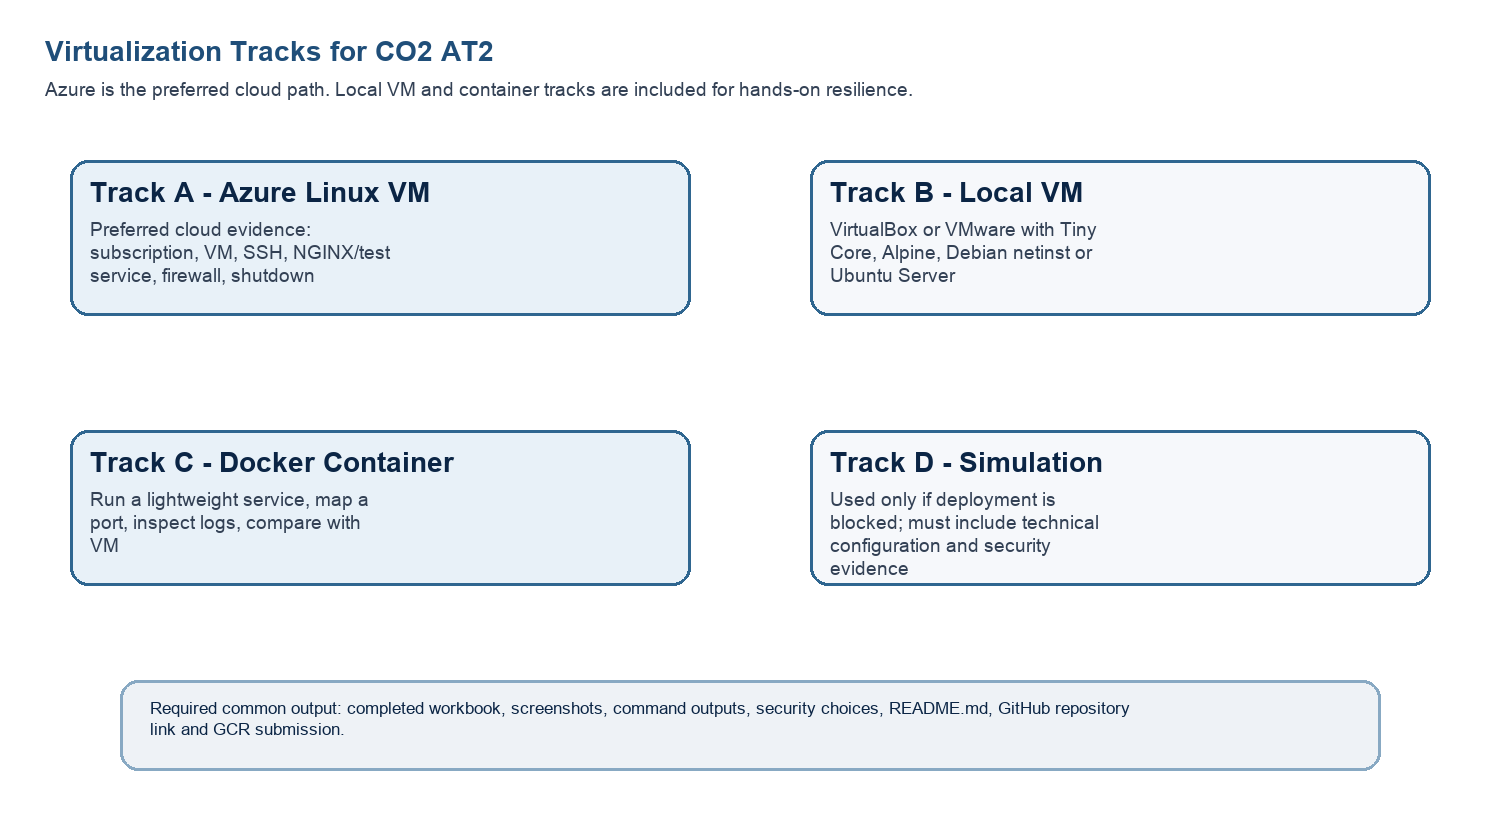 Virtualization Tracks for CO2 AT2
Azure is the preferred cloud path. Local VM and container tracks are included for hands-on resilience.
Track A - Azure Linux VM
Preferred cloud evidence:
subscription, VM, SSH, NGINX/test
service, firewall, shutdown
Track B - Local VM
VirtualBox or VMware with Tiny
Core, Alpine, Debian netinst or
Ubuntu Server
Track C - Docker Container
Run a lightweight service, map a
port, inspect logs, compare with
VM
Track D - Simulation
Used only if deployment is
blocked; must include technical
configuration and security
evidence
Required common output: completed workbook, screenshots, command outputs, security choices, README.md, GitHub repository
link and GCR submission.